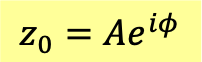 z₀ = Ae^{iϕ}